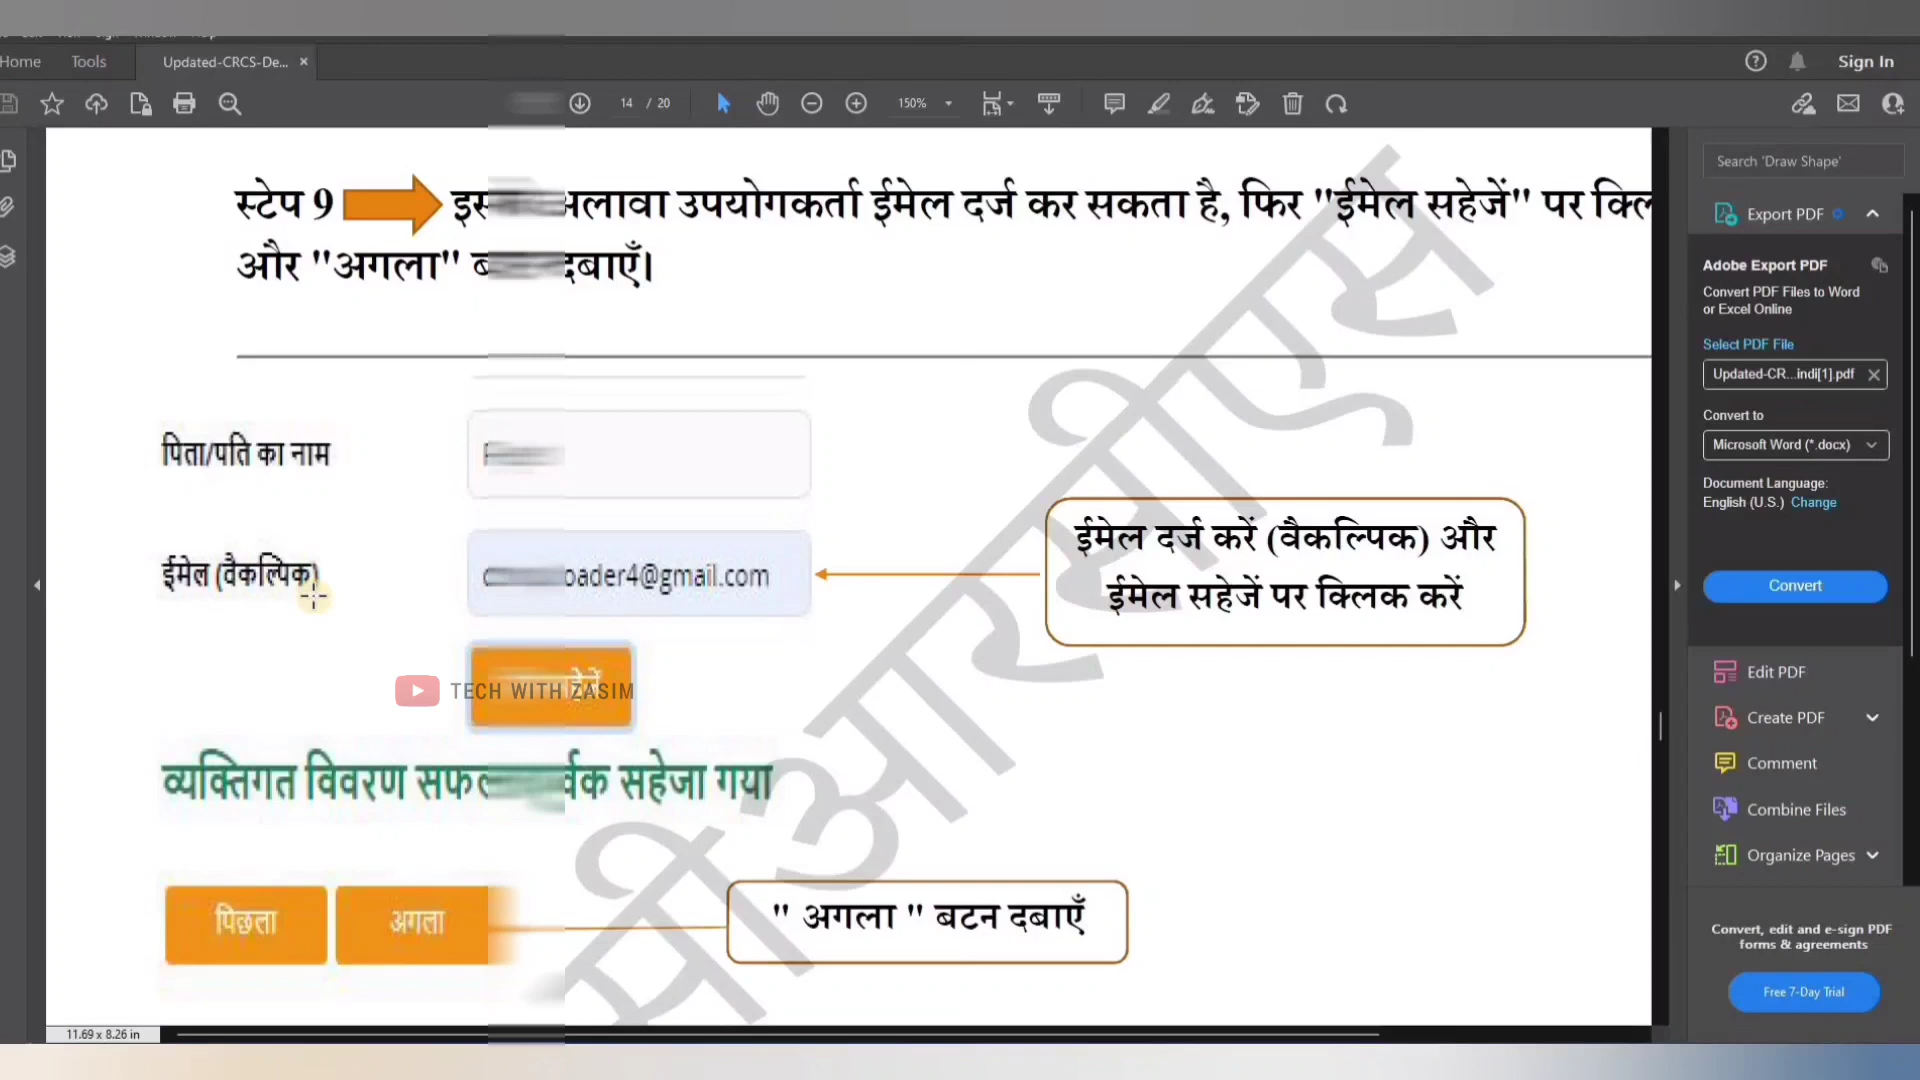 Home
Tools
Updated-CRCS-De...
Sign In
14 / 20
150%
स्टेप 9
अलावा उपयोगकर्ता ईमेल दर्ज कर सकता है, फिर "ईमेल सहेजें" पर
और "अगला" दबाएँ।
पिता/पति का नाम
ईमेल (वैकल्पिक)
oader4@gmail.com
ईमेल दर्ज करें (वैकल्पिक) और
ईमेल सहेजें पर क्लिक करें
TECH WITH ZASIM
व्यक्तिगत विवरण सहेजा गया
पिछला
अगला
" अगला " बटन दबाएँ
पीआरसीएस
11.69 x 8.26 in
Search 'Draw Shape'
Export PDF
Adobe Export PDF
Convert PDF Files to Word
or Excel Online
Select PDF File
Updated-CR...indi[1].pdf
Convert to
Microsoft Word (*.docx)
Document Language:
English (U.S.) Change
Convert
Edit PDF
Create PDF
Comment
Combine Files
Organize Pages
Convert, edit and e-sign PDF
forms & agreements
Free 7-Day Trial